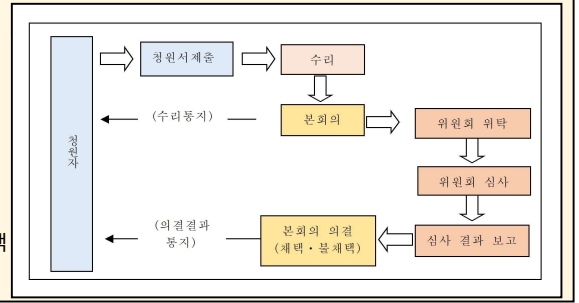 청원자
청원서제출
수리
(수리통지)
본회의
위원회 위탁
위원회 심사
(의결결과
통지)
본회의 의결
(채택・불채택)
심사 결과 보고
택